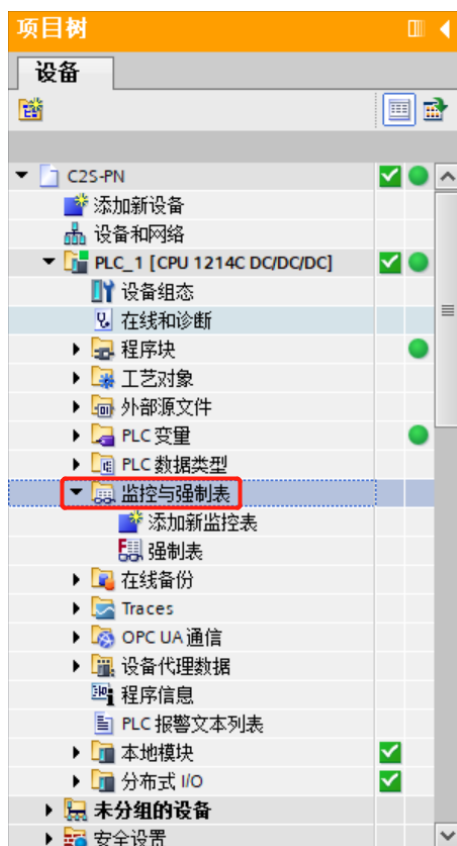 项目树
设备
C2S-PN
添加新设备
设备和网络
PLC_1 [CPU 1214C DC/DC/DC]
设备组态
在线和诊断
程序块
工艺对象
外部源文件
PLC 变量
PLC 数据类型
监控与强制表
添加新监控表
强制表
在线备份
Traces
OPC UA 通信
设备代理数据
程序信息
PLC 报警文本列表
本地模块
分布式 I/O
未分组的设备
安全设置